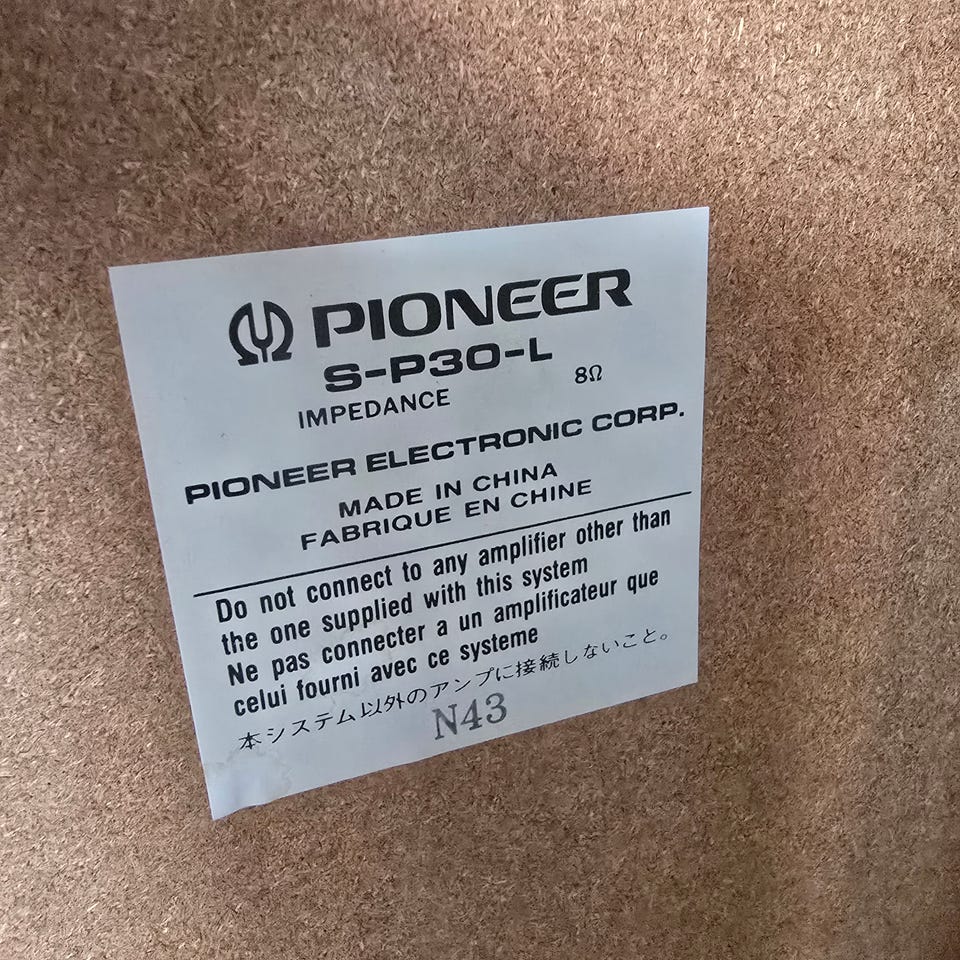 PIONEER
S-P30-L
IMPEDANCE 8Ω
PIONEER ELECTRONIC CORP.
MADE IN CHINA
FABRIQUE EN CHINE
Do not connect to any amplifier other than
the one supplied with this system
Ne pas connecter a un amplificateur que
celui fourni avec ce systeme
本システム以外のアンプに接続しないこと。
N43